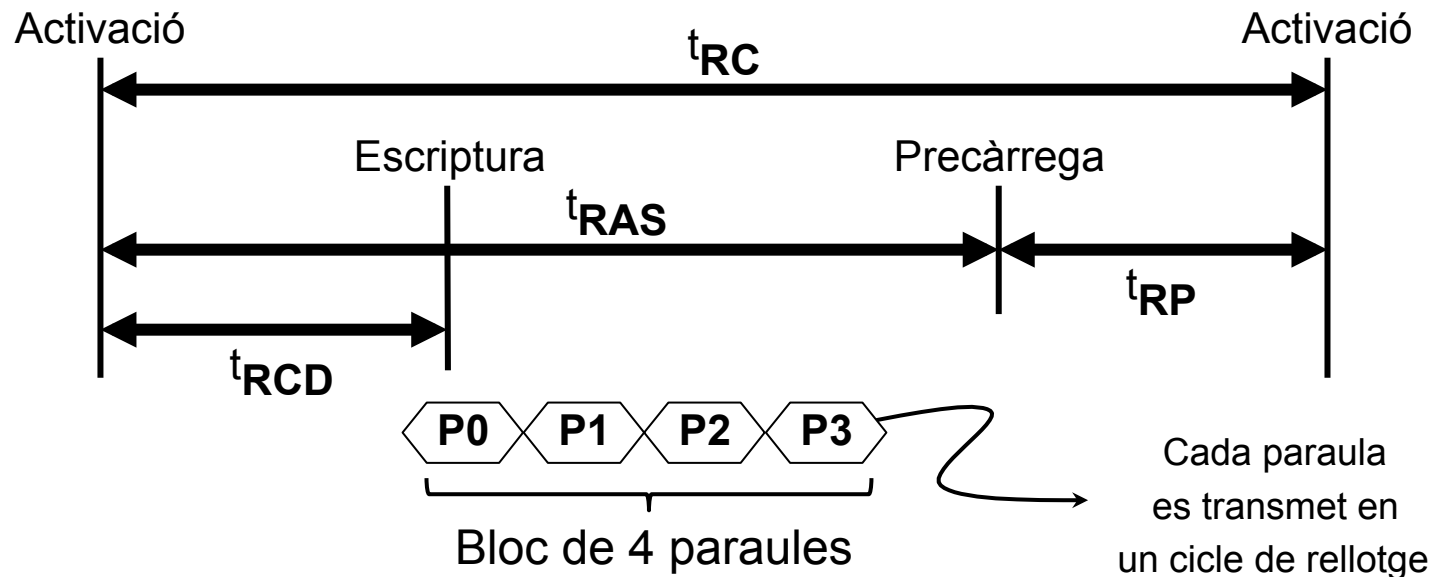 Activació
Activació
tRC
Escriptura
Precàrrega
tRAS
tRP
tRCD
P0 P1 P2 P3
Bloc de 4 paraules
Cada paraula
es transmet en
un cicle de rellotge